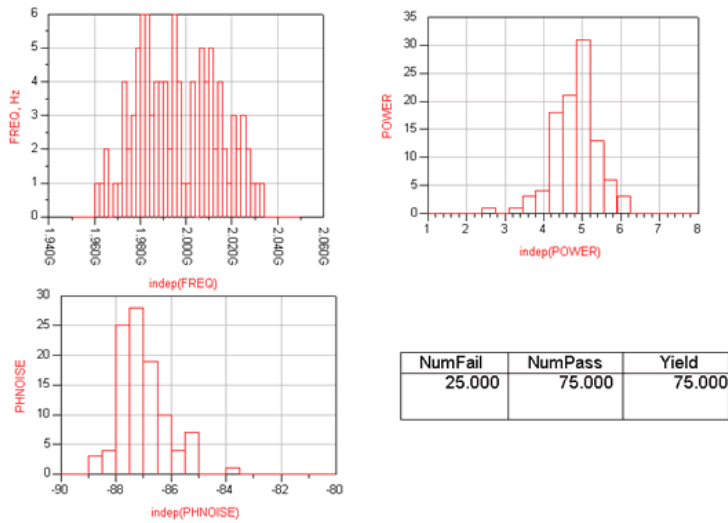 FREQ, Hz
6
5
4
3
2
1
0
1.940G
1.960G
1.980G
2.000G
2.020G
2.040G
2.060G
indep(FREQ)
POWER
35
30
25
20
15
10
5
0
1 2 3 4 5 6 7 8
indep(POWER)
PHNOISE
30
25
20
15
10
5
0
-90 -88 -86 -84 -82 -80
indep(PHNOISE)
NumFail NumPass Yield
25.000 75.000 75.000